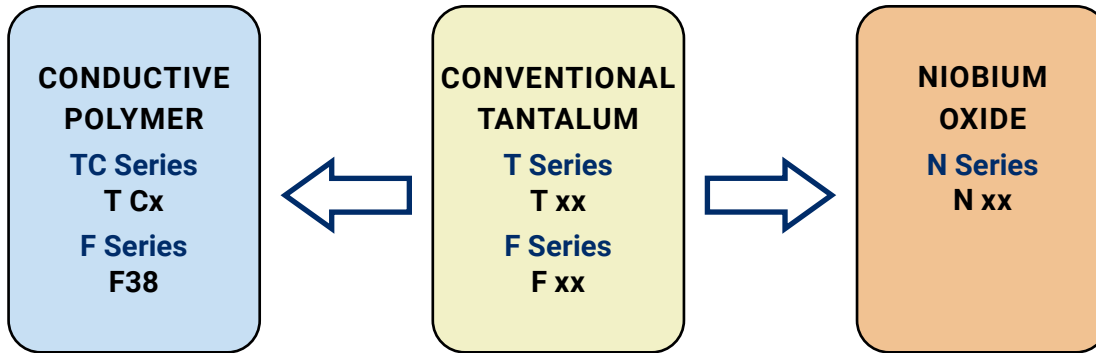 CONDUCTIVE
POLYMER
TC Series
T Cx
F Series
F38
CONVENTIONAL
TANTALUM
T Series
T xx
F Series
F xx
NIOBIUM
OXIDE
N Series
N xx